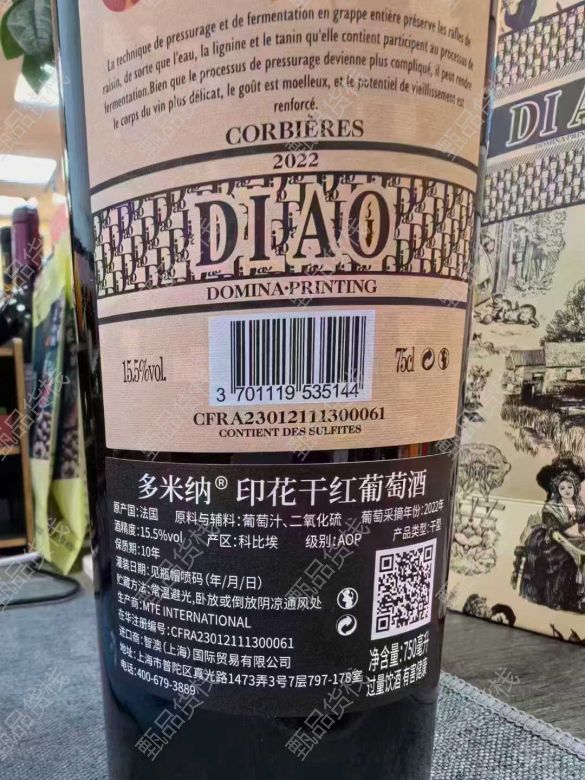 La technique de pressurage et de fermentation en grappe entière préserve les rafles de
raisin, de sorte que l'eau, la lignine et le tanin qu'elle contient participent au processus de
fermentation.Bien que le processus de pressurage devienne plus compliqué, il peut rendre
le corps du vin plus délicat, le goût est moelleux, et le potentiel de vieillissement est
renforcé.
CORBIÈRES
2022
DIAO
DOMINA·PRINTING
15.5%vol.
75cl
3 701119 535144
CFRA23012111300061
CONTIENT DES SULFITES
多米纳® 印花干红葡萄酒
原产国:法国 原料与辅料:葡萄汁、二氧化硫 葡萄采摘年份:2022年
酒精度:15.5%vol 产区:科比埃 级别:AOP 产品类型:干型
保质期:10年
灌装日期:见瓶帽喷码(年/月/日)
贮藏方法:常温避光,卧放或倒放阴凉通风处
生产商:MTE INTERNATIONAL
在华注册编号:CFRA23012111300061
进口商:智澳(上海)国际贸易有限公司
地址:上海市普陀区真光路1473弄3号7层797-178室
电话:400-679-3889
净含量:750毫升
过量饮酒 有害健康
DI A
甄品货栈